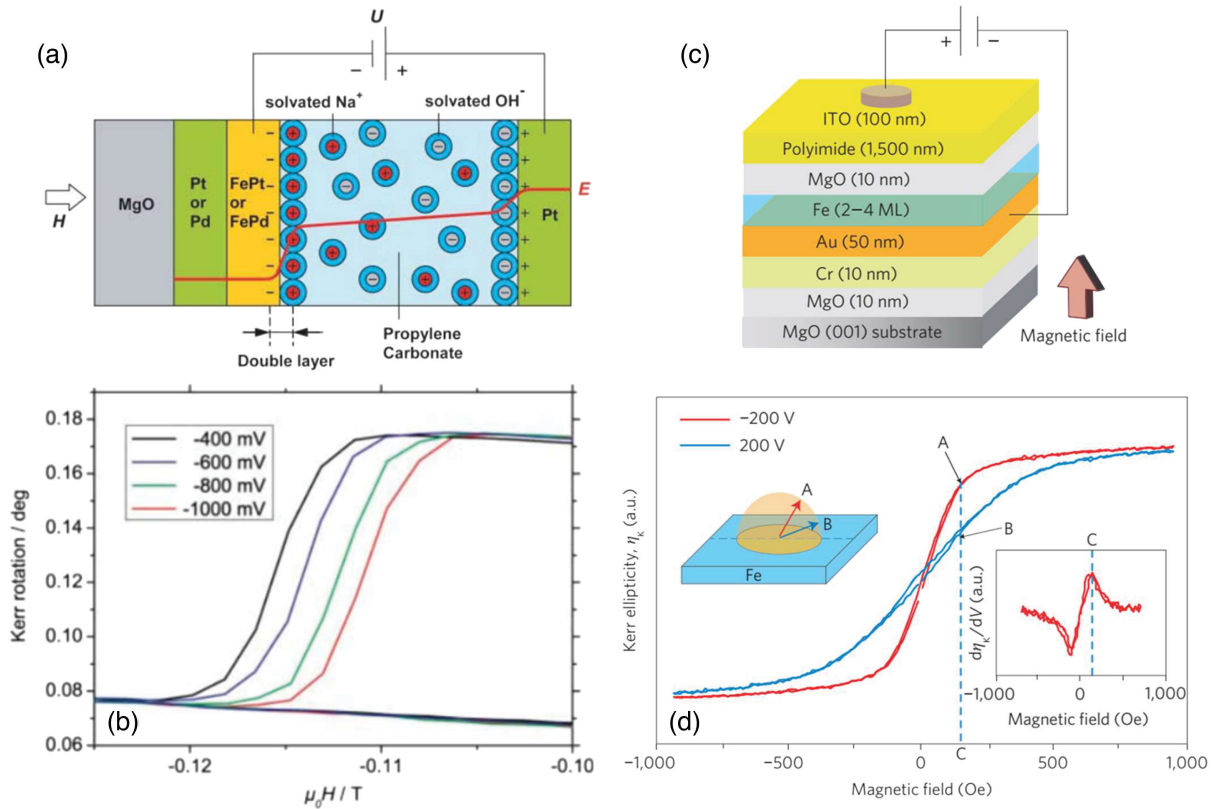 (a)
U
− +
solvated Na+
solvated OH-
H
MgO
Pt
or
Pd
FePt
or
FePd
E
Pt
Double layer
Propylene
Carbonate
(c)
+ −
ITO (100 nm)
Polyimide (1,500 nm)
MgO (10 nm)
Fe (2–4 ML)
Au (50 nm)
Cr (10 nm)
MgO (10 nm)
MgO (001) substrate
Magnetic field
(b)
-400 mV
-600 mV
-800 mV
-1000 mV
0.18
0.16
0.14
0.12
0.10
0.08
0.06
Kerr rotation / deg
-0.12
-0.11
-0.10
μ0H / T
(d)
−200 V
200 V
A
B
A
B
Fe
C
dηK/dV (a.u.)
−1,000
0
1,000
Magnetic field (Oe)
Kerr ellipticity, ηK (a.u.)
−1,000
−500
0
C
500
1,000
Magnetic field (Oe)